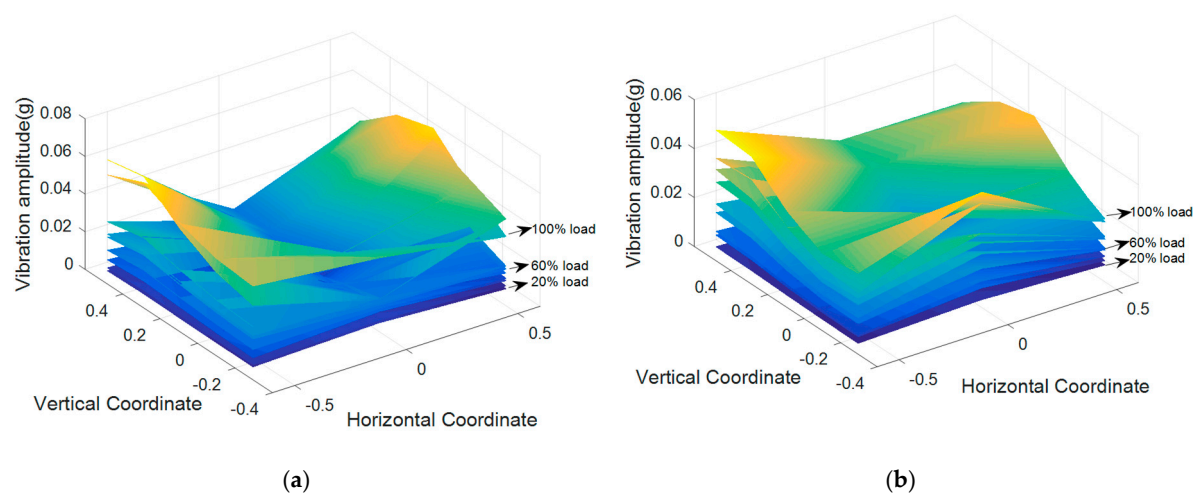 Vibration amplitude(g)
0.08
0.06
0.04
0.02
0
0.4
0.2
0
-0.2
-0.4
Vertical Coordinate
-0.5
0
0.5
Horizontal Coordinate
100% load
60% load
20% load
(a)
Vibration amplitude(g)
0.06
0.04
0.02
0
0.4
0.2
0
-0.2
-0.4
Vertical Coordinate
-0.5
0
0.5
Horizontal Coordinate
100% load
60% load
20% load
(b)